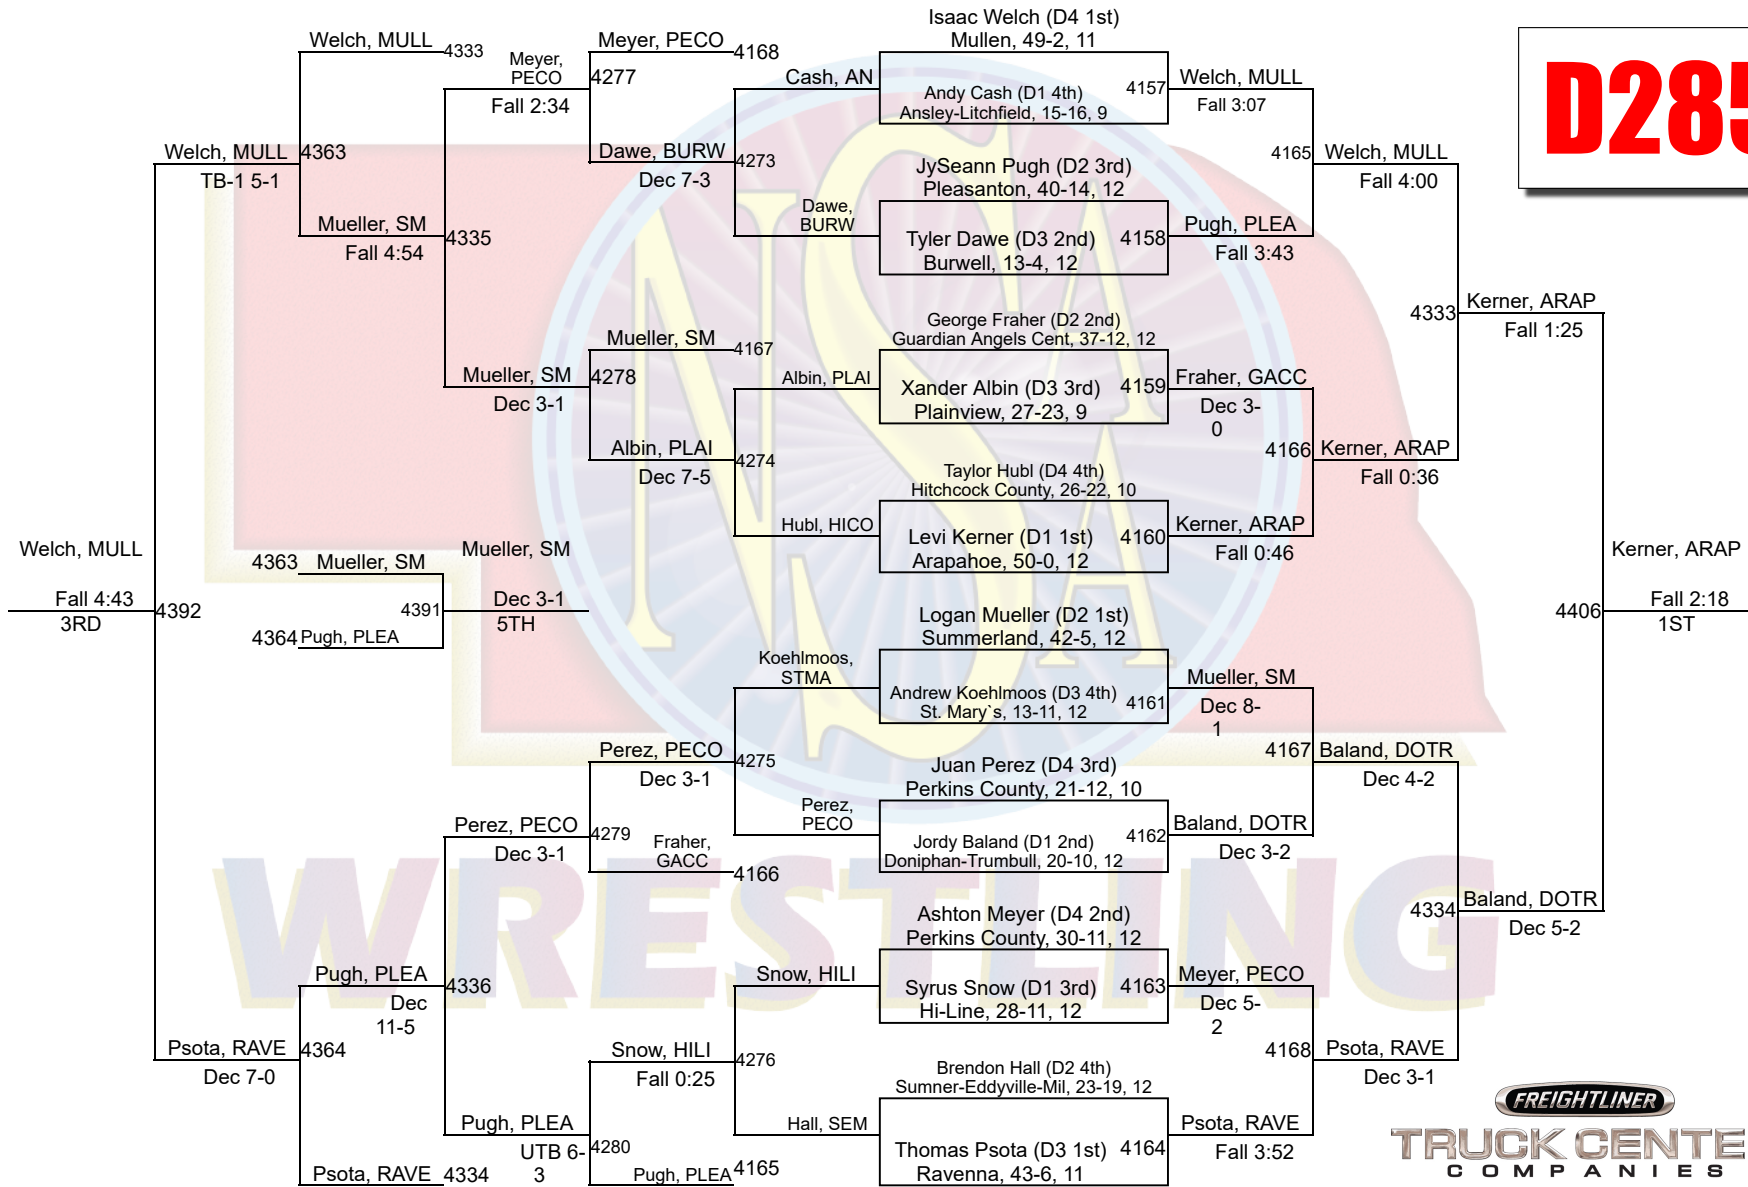 Isaac Welch (D4 1st)
Mullen, 49-2, 11
Andy Cash (D1 4th)
Ansley-Litchfield, 15-16, 9
JySeann Pugh (D2 3rd)
Pleasanton, 40-14, 12
Tyler Dawe (D3 2nd)
Burwell, 13-4, 12
George Fraher (D2 2nd)
Guardian Angels Cent, 37-12, 12
Xander Albin (D3 3rd)
Plainview, 27-23, 9
Taylor Hubl (D4 4th)
Hitchcock County, 26-22, 10
Levi Kerner (D1 1st)
Arapahoe, 50-0, 12
Logan Mueller (D2 1st)
Summerland, 42-5, 12
Andrew Koehlmoos (D3 4th)
St. Mary`s, 13-11, 12
Juan Perez (D4 3rd)
Perkins County, 21-12, 10
Jordy Baland (D1 2nd)
Doniphan-Trumbull, 20-10, 12
Ashton Meyer (D4 2nd)
Perkins County, 30-11, 12
Syrus Snow (D1 3rd)
Hi-Line, 28-11, 12
Brendon Hall (D2 4th)
Sumner-Eddyville-Mil, 23-19, 12
Thomas Psota (D3 1st)
Ravenna, 43-6, 11
4157
4158
4159
4160
4161
4162
4163
4164
Welch, MULL
Fall 3:07
Pugh, PLEA
Fall 3:43
Fraher, GACC
Dec 3-
0
Kerner, ARAP
Fall 0:46
Mueller, SM
Dec 8-
1
Baland, DOTR
Dec 3-2
Meyer, PECO
Dec 5-
2
Psota, RAVE
Fall 3:52
4165
Welch, MULL
Fall 4:00
4166
Kerner, ARAP
Fall 0:36
4167
Baland, DOTR
Dec 4-2
4168
Psota, RAVE
Dec 3-1
4333
Kerner, ARAP
Fall 1:25
4334
Baland, DOTR
Dec 5-2
4406
Kerner, ARAP
Fall 2:18
1ST
Cash, AN
Dawe,
BURW
Albin, PLAI
Hubl, HICO
Koehlmoos,
STMA
Perez,
PECO
Snow, HILI
Hall, SEM
Meyer, PECO
4168
Dawe, BURW
4273
Dec 7-3
Mueller, SM
4167
Albin, PLAI
4274
Dec 7-5
Perez, PECO
4275
Dec 3-1
Fraher,
GACC
4166
Snow, HILI
4276
Fall 0:25
Pugh, PLEA
4165
Meyer,
PECO
4277
Fall 2:34
Mueller, SM
4278
Dec 3-1
Perez, PECO
4279
Dec 3-1
Pugh, PLEA
4280
UTB 6-
3
Welch, MULL
4333
Mueller, SM
4335
Fall 4:54
Pugh, PLEA
4336
Dec
11-5
Psota, RAVE
4334
Welch, MULL
4363
TB-1 5-1
Psota, RAVE
4364
Dec 7-0
Welch, MULL
Fall 4:43
4392
3RD
4363
Mueller, SM
4364
Pugh, PLEA
4391
Mueller, SM
Dec 3-1
5TH
D285
NSAA
WRESTLING
FREIGHTLINER
TRUCK CENTE
COMPANIES